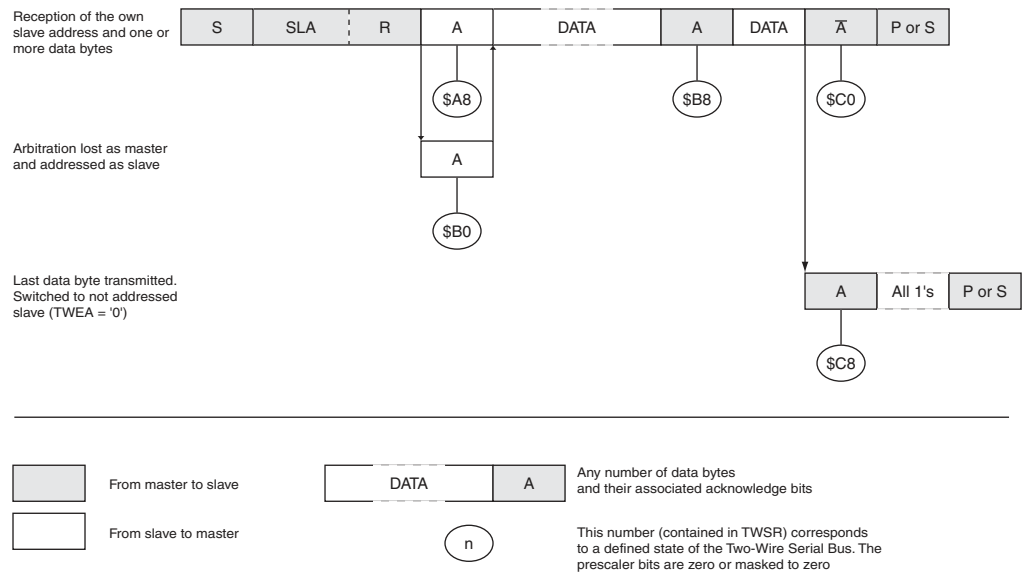 Reception of the own
slave address and one or
more data bytes
S SLA R A DATA A DATA A̅ P or S
$A8 $B8 $C0
Arbitration lost as master
and addressed as slave
A
$B0
Last data byte transmitted.
Switched to not addressed
slave (TWEA = '0')
A All 1's P or S
$C8
From master to slave
DATA A
Any number of data bytes
and their associated acknowledge bits
From slave to master
n
This number (contained in TWSR) corresponds
to a defined state of the Two-Wire Serial Bus. The
prescaler bits are zero or masked to zero